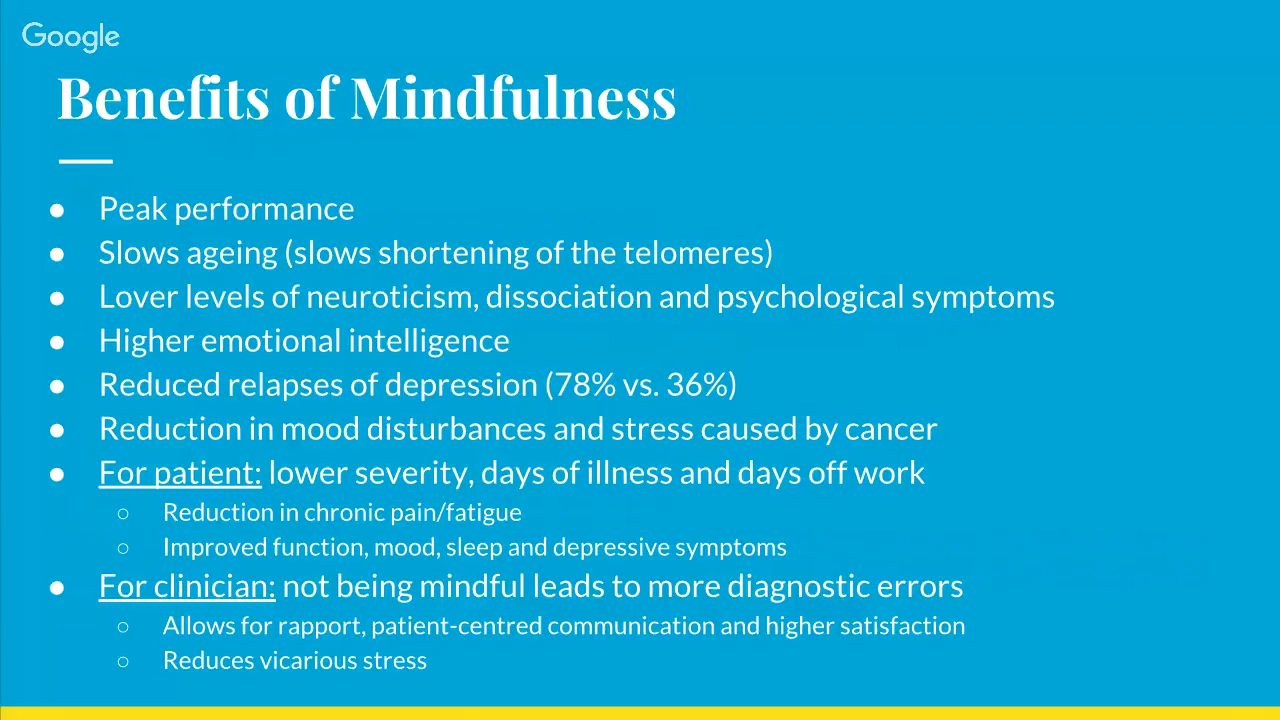 Google
Benefits of Mindfulness
● Peak performance
● Slows ageing (slows shortening of the telomeres)
● Lover levels of neuroticism, dissociation and psychological symptoms
● Higher emotional intelligence
● Reduced relapses of depression (78% vs. 36%)
● Reduction in mood disturbances and stress caused by cancer
● For patient: lower severity, days of illness and days off work
○ Reduction in chronic pain/fatigue
○ Improved function, mood, sleep and depressive symptoms
● For clinician: not being mindful leads to more diagnostic errors
○ Allows for rapport, patient-centred communication and higher satisfaction
○ Reduces vicarious stress